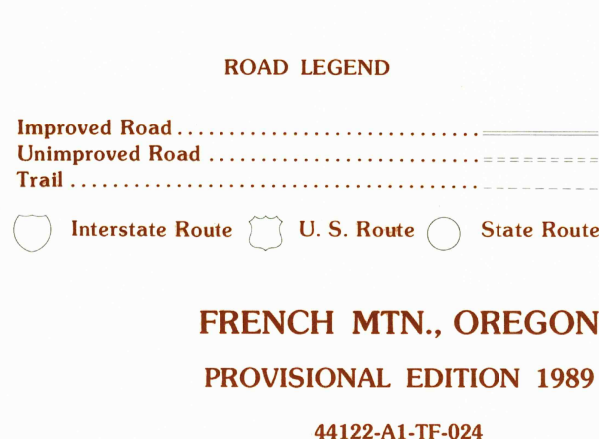 ROAD LEGEND
Improved Road
Unimproved Road
Trail
Interstate Route U. S. Route State Route
FRENCH MTN., OREGON
PROVISIONAL EDITION 1989
44122-A1-TF-024